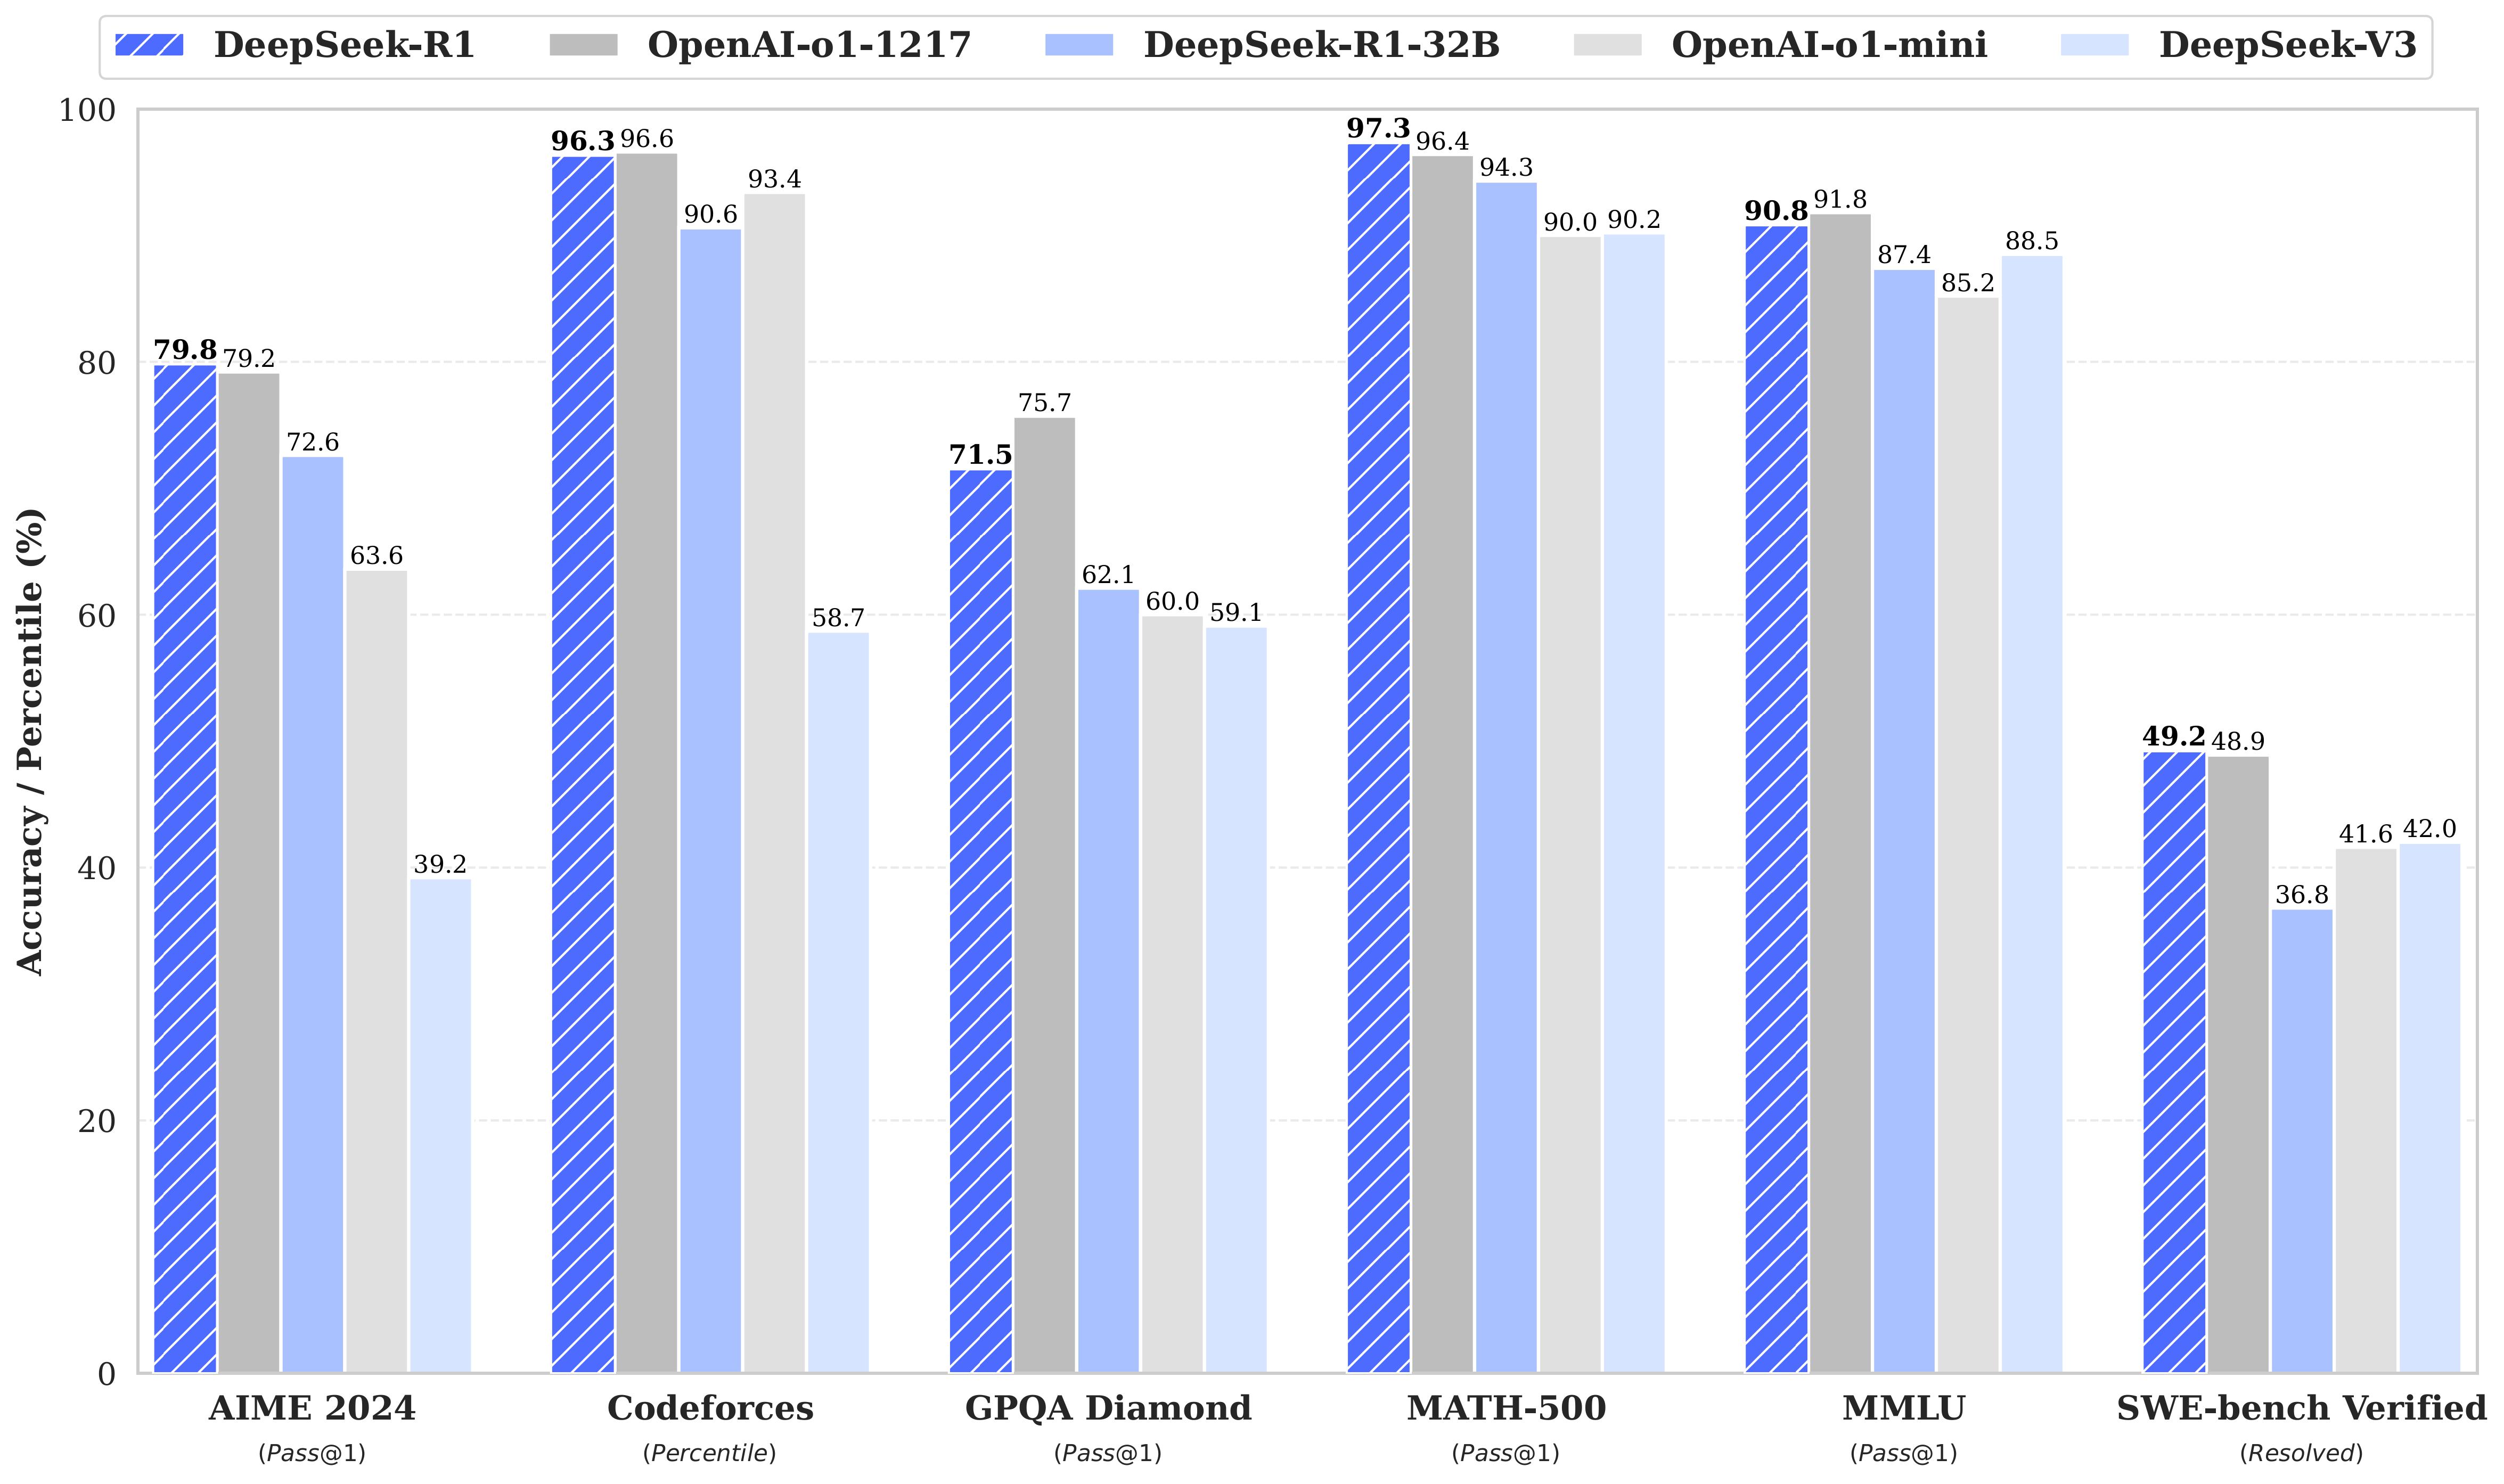 DeepSeek-R1 OpenAI-o1-1217 DeepSeek-R1-32B OpenAI-o1-mini DeepSeek-V3
Accuracy / Percentile (%)
100
80
60
40
20
0
79.8 79.2 72.6 63.6 39.2
96.3 96.6 90.6 93.4 58.7
71.5 75.7 62.1 60.0 59.1
97.3 96.4 94.3 90.0 90.2
90.8 91.8 87.4 85.2 88.5
49.2 48.9 36.8 41.6 42.0
AIME 2024
(Pass@1)
Codeforces
(Percentile)
GPQA Diamond
(Pass@1)
MATH-500
(Pass@1)
MMLU
(Pass@1)
SWE-bench Verified
(Resolved)